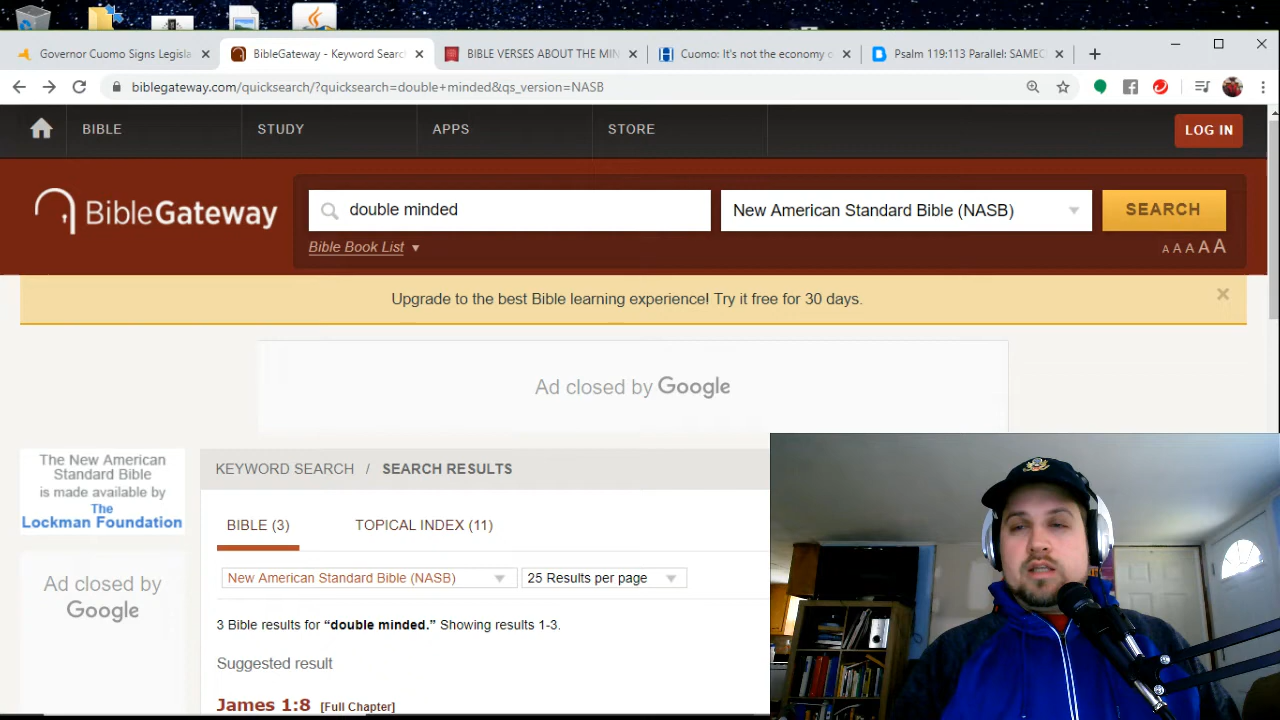 Governor Cuomo Signs Legisla
BibleGateway - Keyword Searc
BIBLE VERSES ABOUT THE MIN
Cuomo: It's not the economy o
Psalm 119:113 Parallel: SAMEC
biblegateway.com/quicksearch/?quicksearch=double+minded&qs_version=NASB
BIBLE
STUDY
APPS
STORE
LOG IN
BibleGateway
double minded
New American Standard Bible (NASB)
SEARCH
Bible Book List
A A A A A
Upgrade to the best Bible learning experience! Try it free for 30 days.
Ad closed by Google
The New American
Standard Bible
is made available by
The
Lockman Foundation
Ad closed by
Google
KEYWORD SEARCH / SEARCH RESULTS
BIBLE (3)
TOPICAL INDEX (11)
New American Standard Bible (NASB)
25 Results per page
3 Bible results for “double minded.” Showing results 1-3.
Suggested result
James 1:8 [Full Chapter]